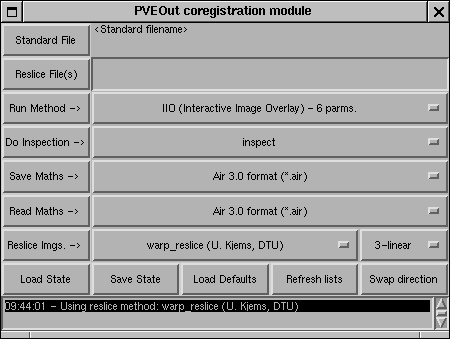 PVEOut coregistration module
Standard File
<Standard filename>
Reslice File(s)
Run Method ->
IIO (Interactive Image Overlay) - 6 parms.
Do Inspection ->
inspect
Save Maths ->
Air 3.0 format (*.air)
Read Maths ->
Air 3.0 format (*.air)
Reslice Imgs. ->
warp_reslice (U. Kjems, DTU)
3-linear
Load State
Save State
Load Defaults
Refresh lists
Swap direction
09:44:01 - Using reslice method: warp_reslice (U. Kjems, DTU)